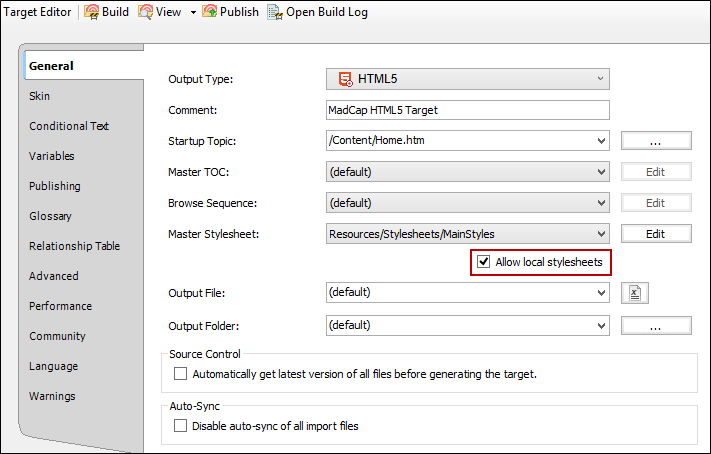 Target Editor Build View Publish Open Build Log
General
Skin
Conditional Text
Variables
Publishing
Glossary
Relationship Table
Advanced
Performance
Community
Language
Warnings
Output Type: HTML5
Comment: MadCap HTML5 Target
Startup Topic: /Content/Home.htm ...
Master TOC: (default) Edit
Browse Sequence: (default) Edit
Master Stylesheet: Resources/Stylesheets/MainStyles Edit
Allow local stylesheets
Output File: (default)
Output Folder: (default) ...
Source Control
Automatically get latest version of all files before generating the target.
Auto-Sync
Disable auto-sync of all import files